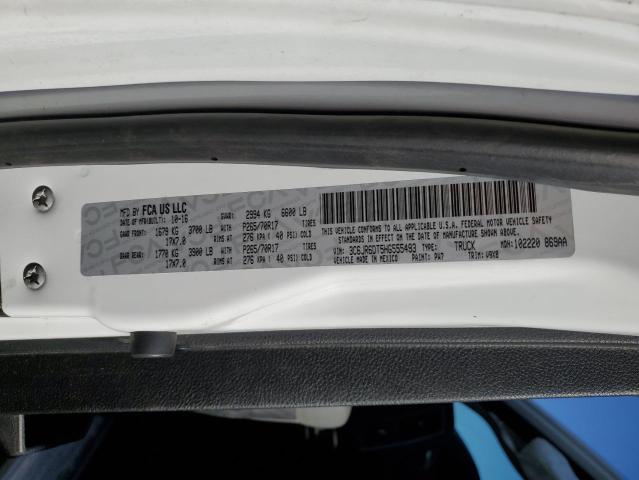 MFD BY FCA US LLC
DATE OF MFR(BUILT): 10-16 GVWR: 2994 KG 6600 LB
GAWR FRONT: 1679 KG 3700 LB WITH P265/70R17 TIRES
17X7.0 RIMS AT 276 KPA ( 40 PSI) COLD
GAWR REAR: 1770 KG 3900 LB WITH P265/70R17 TIRES
17X7.0 RIMS AT 276 KPA ( 40 PSI) COLD
THIS VEHICLE CONFORMS TO ALL APPLICABLE U.S.A. FEDERAL MOTOR VEHICLE SAFETY
STANDARDS IN EFFECT ON THE DATE OF MANUFACTURE SHOWN ABOVE.
VIN: TYPE: TRUCK MDH: 102220 869AA
VEHICLE MADE IN MEXICO PAINT: PW7 TRIM: V9X8